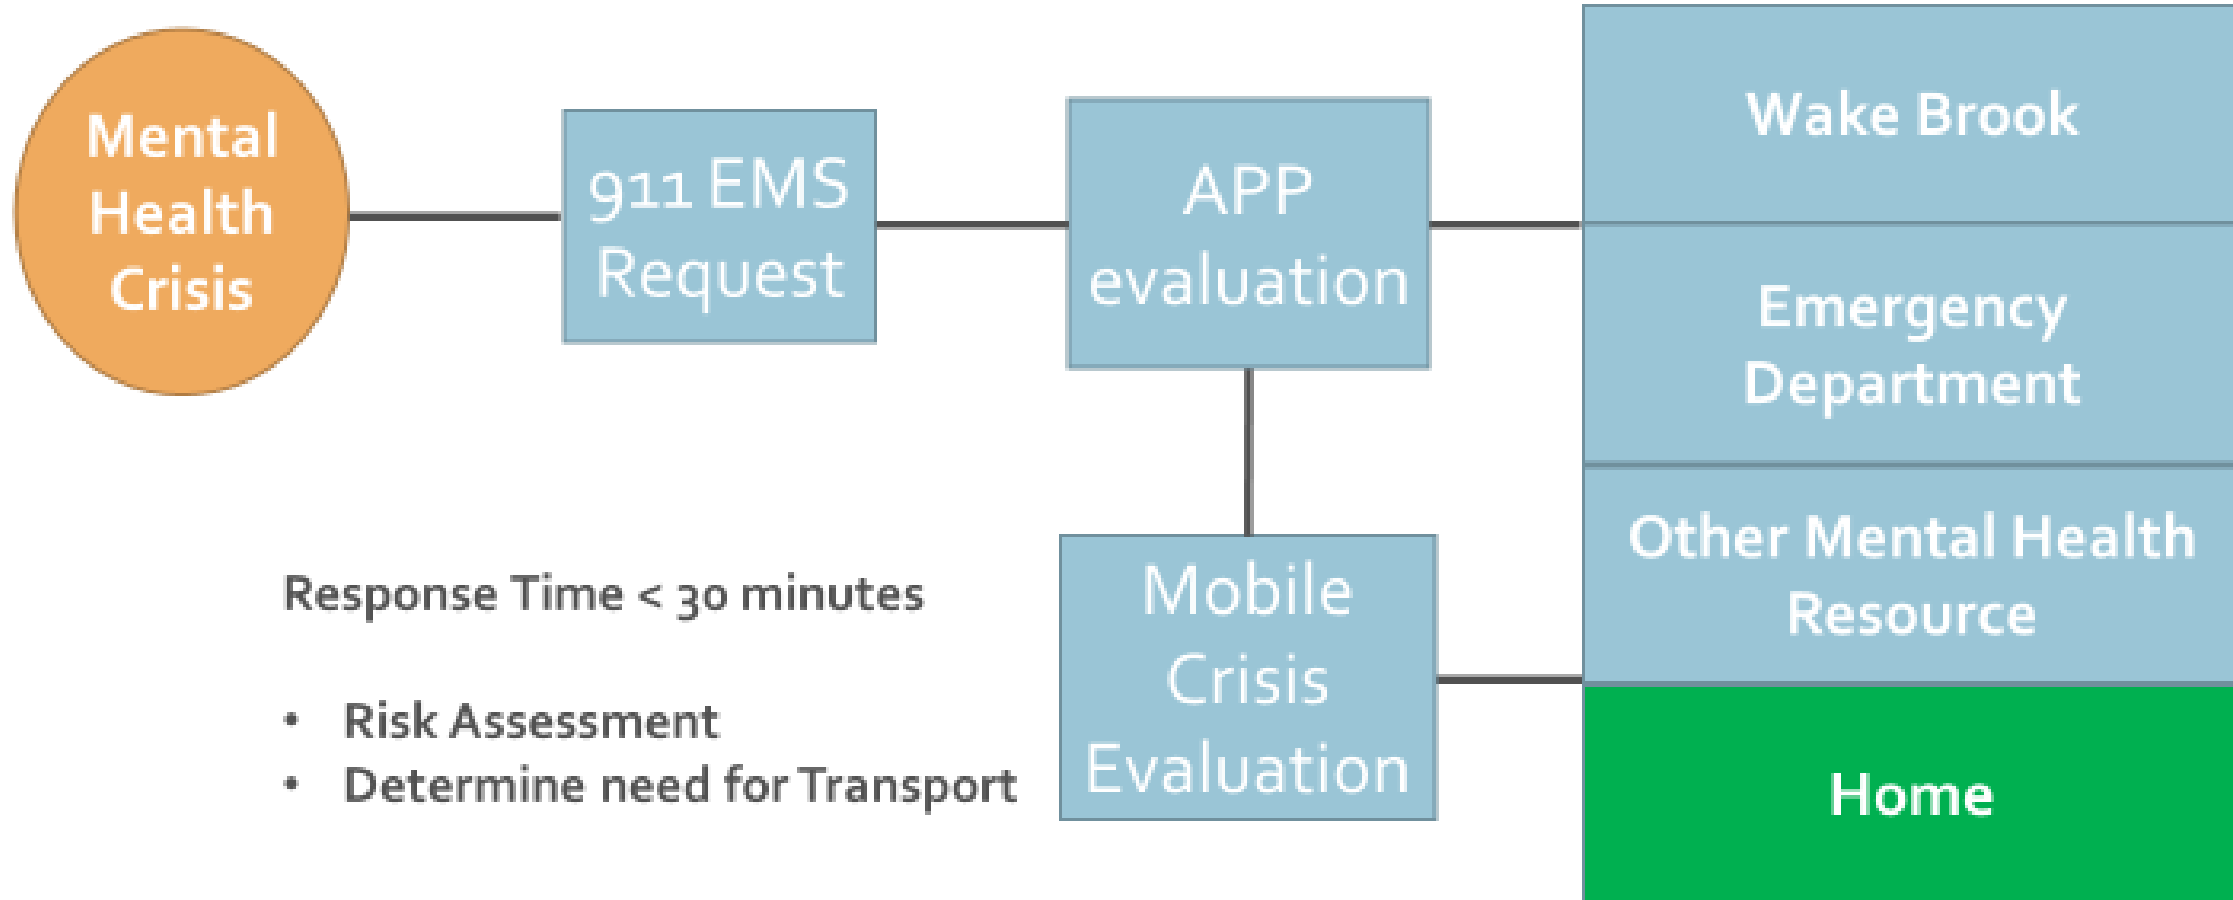 Mental
Health
Crisis
911 EMS
Request
APP
evaluation
Wake Brook
Emergency
Department
Other Mental Health
Resource
Home
Mobile
Crisis
Evaluation
Response Time < 30 minutes
• Risk Assessment
• Determine need for Transport